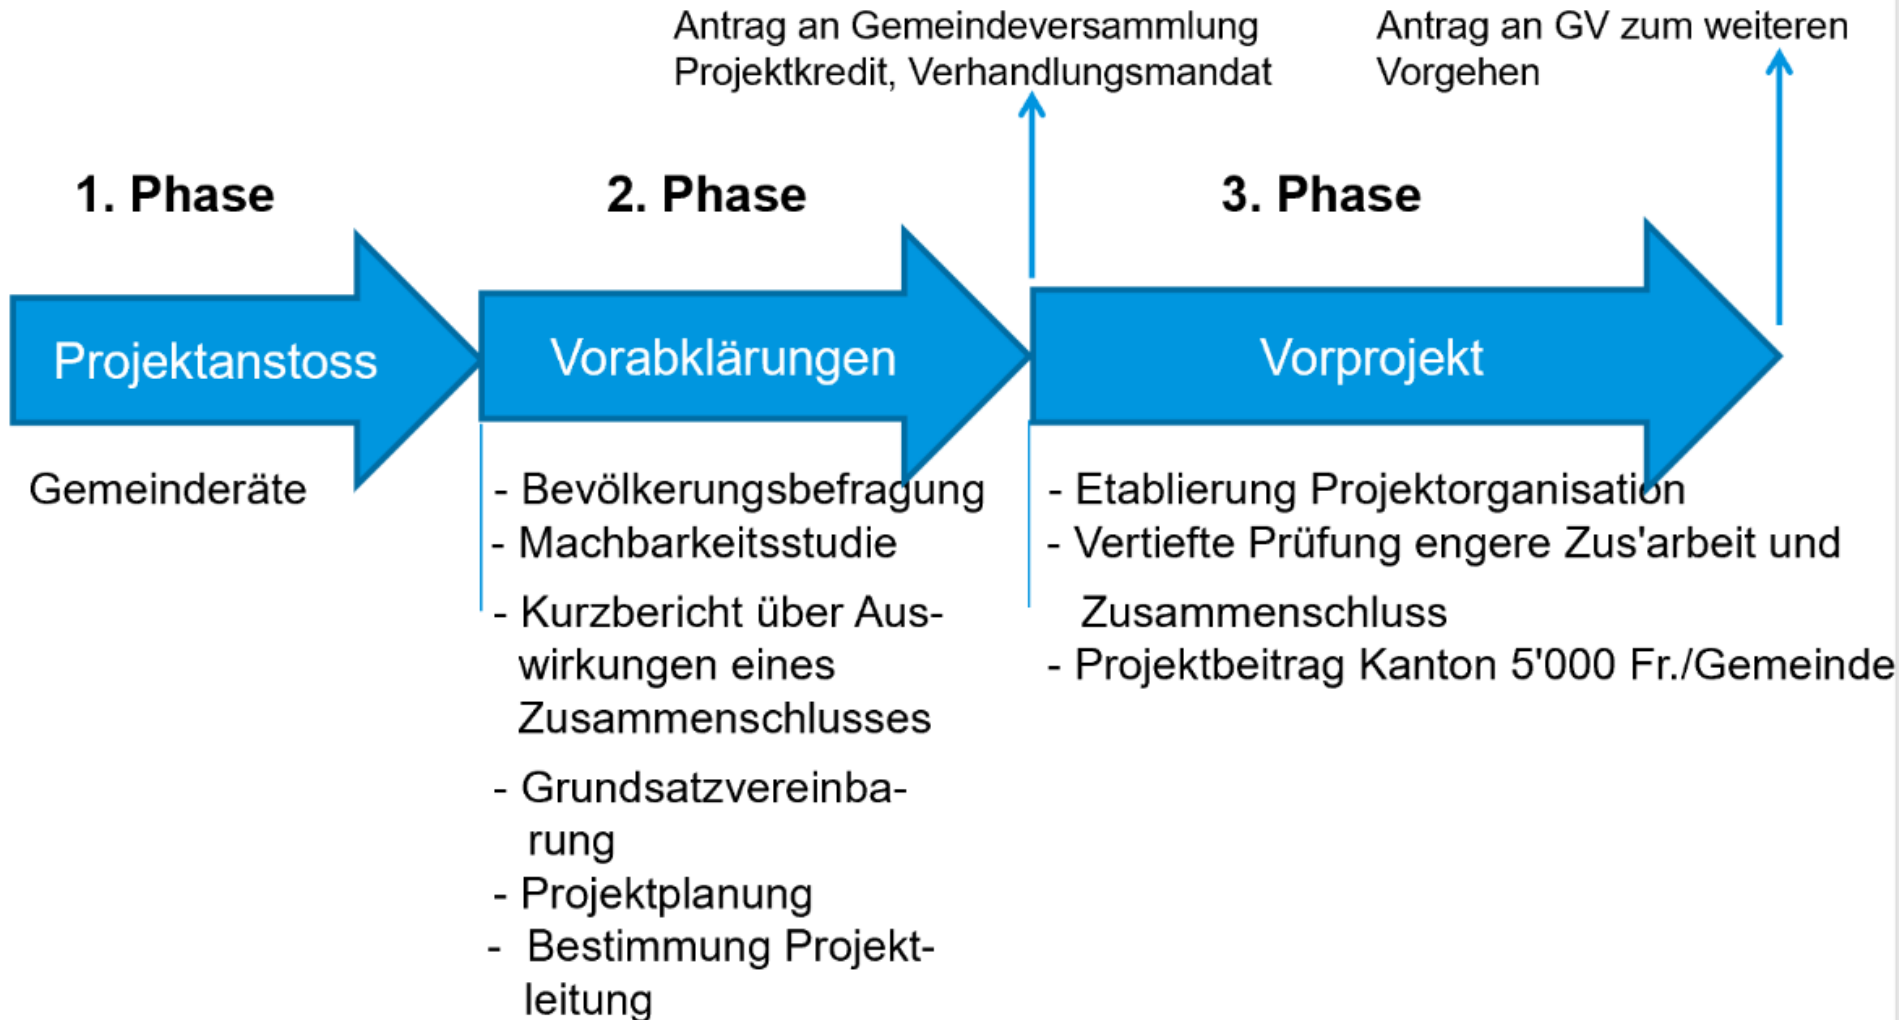 Antrag an Gemeindeversammlung
Projektkredit, Verhandlungsmandat
Antrag an GV zum weiteren
Vorgehen
1. Phase
2. Phase
3. Phase
Projektanstoss
Vorabklärungen
Vorprojekt
Gemeinderäte
- Bevölkerungsbefragung
- Machbarkeitsstudie
- Kurzbericht über Aus-
wirkungen eines
Zusammenschlusses
- Grundsatzvereinba-
rung
- Projektplanung
- Bestimmung Projekt-
leitung
- Etablierung Projektorganisation
- Vertiefte Prüfung engere Zus'arbeit und
Zusammenschluss
- Projektbeitrag Kanton 5'000 Fr./Gemeinde